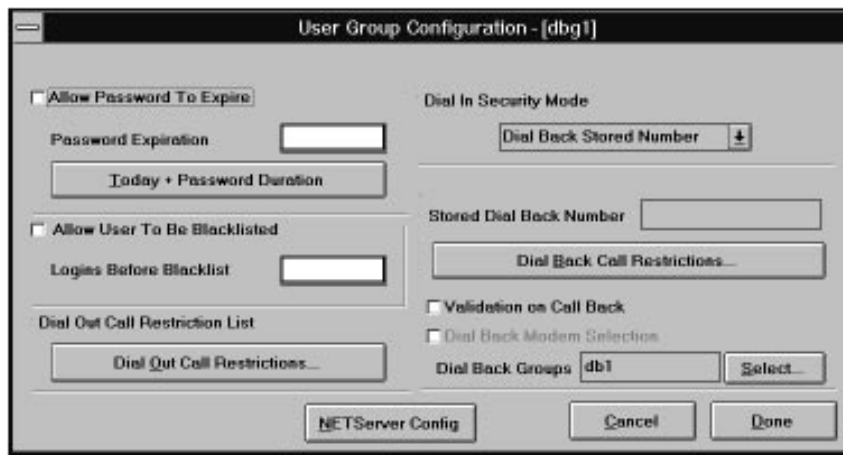 User Group Configuration - [dbg1]
Allow Password To Expire
Password Expiration
Today + Password Duration
Allow User To Be Blacklisted
Logins Before Blacklist
Dial Out Call Restriction List
Dial Out Call Restrictions...
Dial In Security Mode
Dial Back Stored Number
Stored Dial Back Number
Dial Back Call Restrictions...
Validation on Call Back
Dial Back Modem Selection
Dial Back Groups db1 Select...
NETServer Config Cancel Done